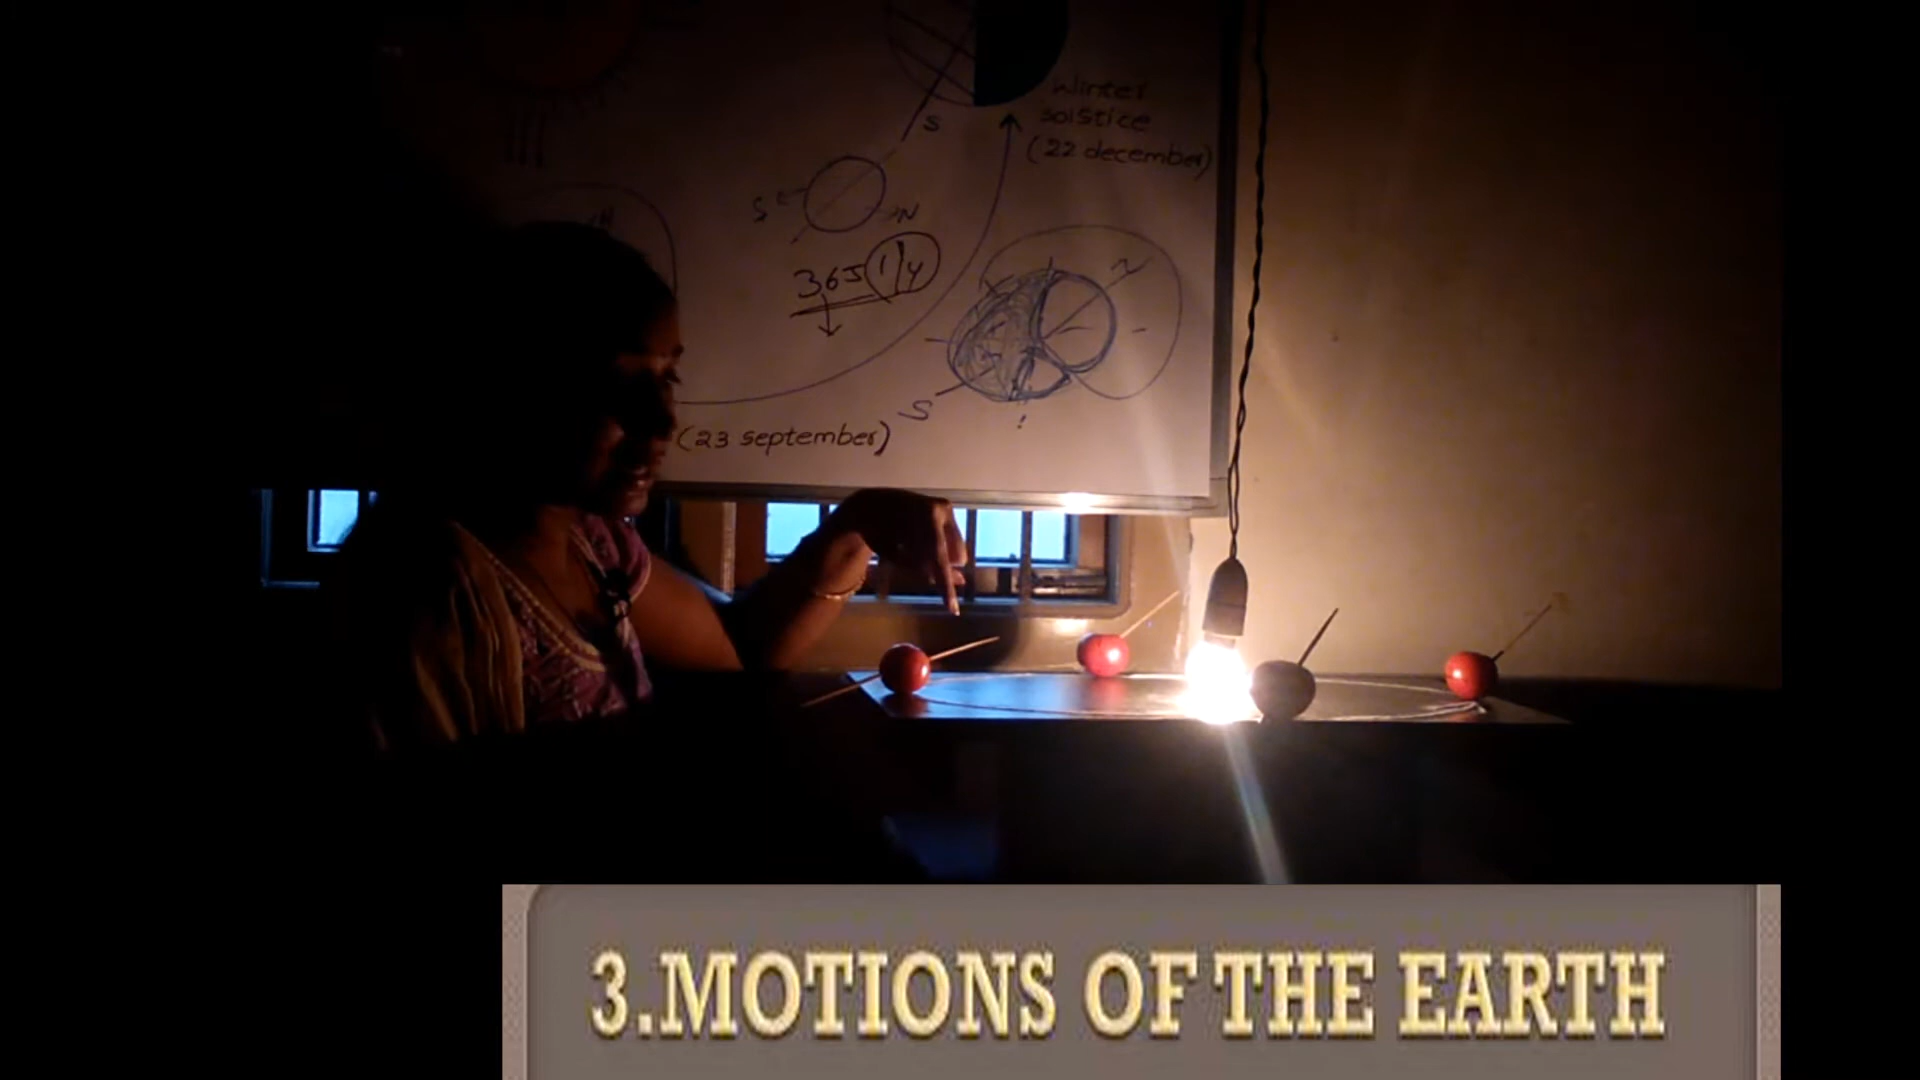 Winter
solstice
(22 december)
S
S
N
365 1/4
N
S
(23 september)
3.MOTIONS OF THE EARTH